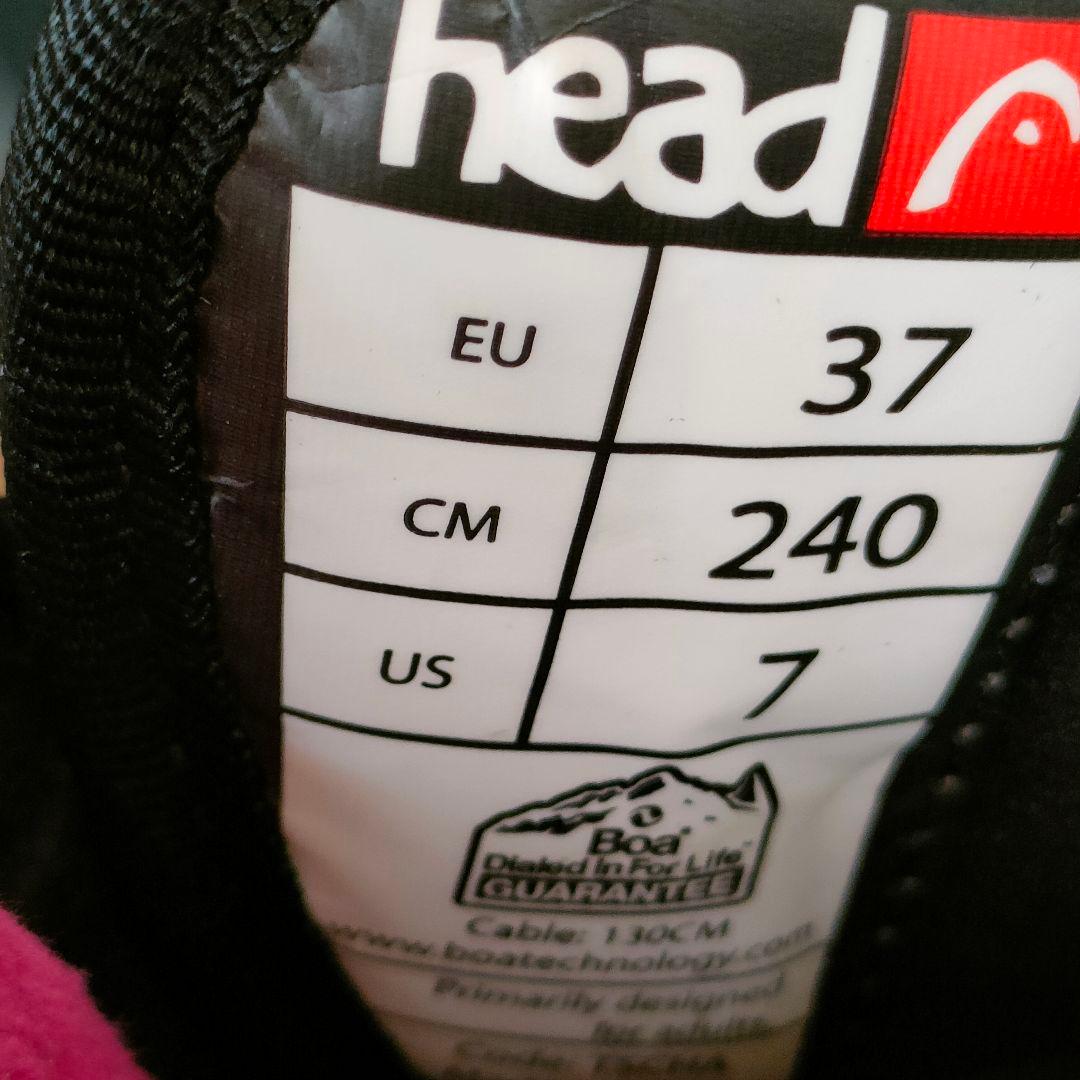 head
EU 37
CM 240
US 7
Boa®
Dialed In For Life™
GUARANTEE
Cable: 130CM
www.boatechnology.com
Primarily designed
for adults